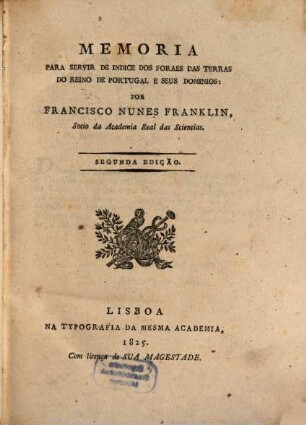 MEMORIA
PARA SERVIR DE INDICE DOS FORAES DAS TERRAS
DO REINO DE PORTUGAL E SEUS DOMINIOS:
POR
FRANCISCO NUNES FRANKLIN,
Socio da Academia Real das Sciencias.
SEGUNDA EDIÇÃO.
LISBOA
NA TYPOGRAFIA DA MESMA ACADEMIA,
1825.
Com licença de SUA MAGESTADE.